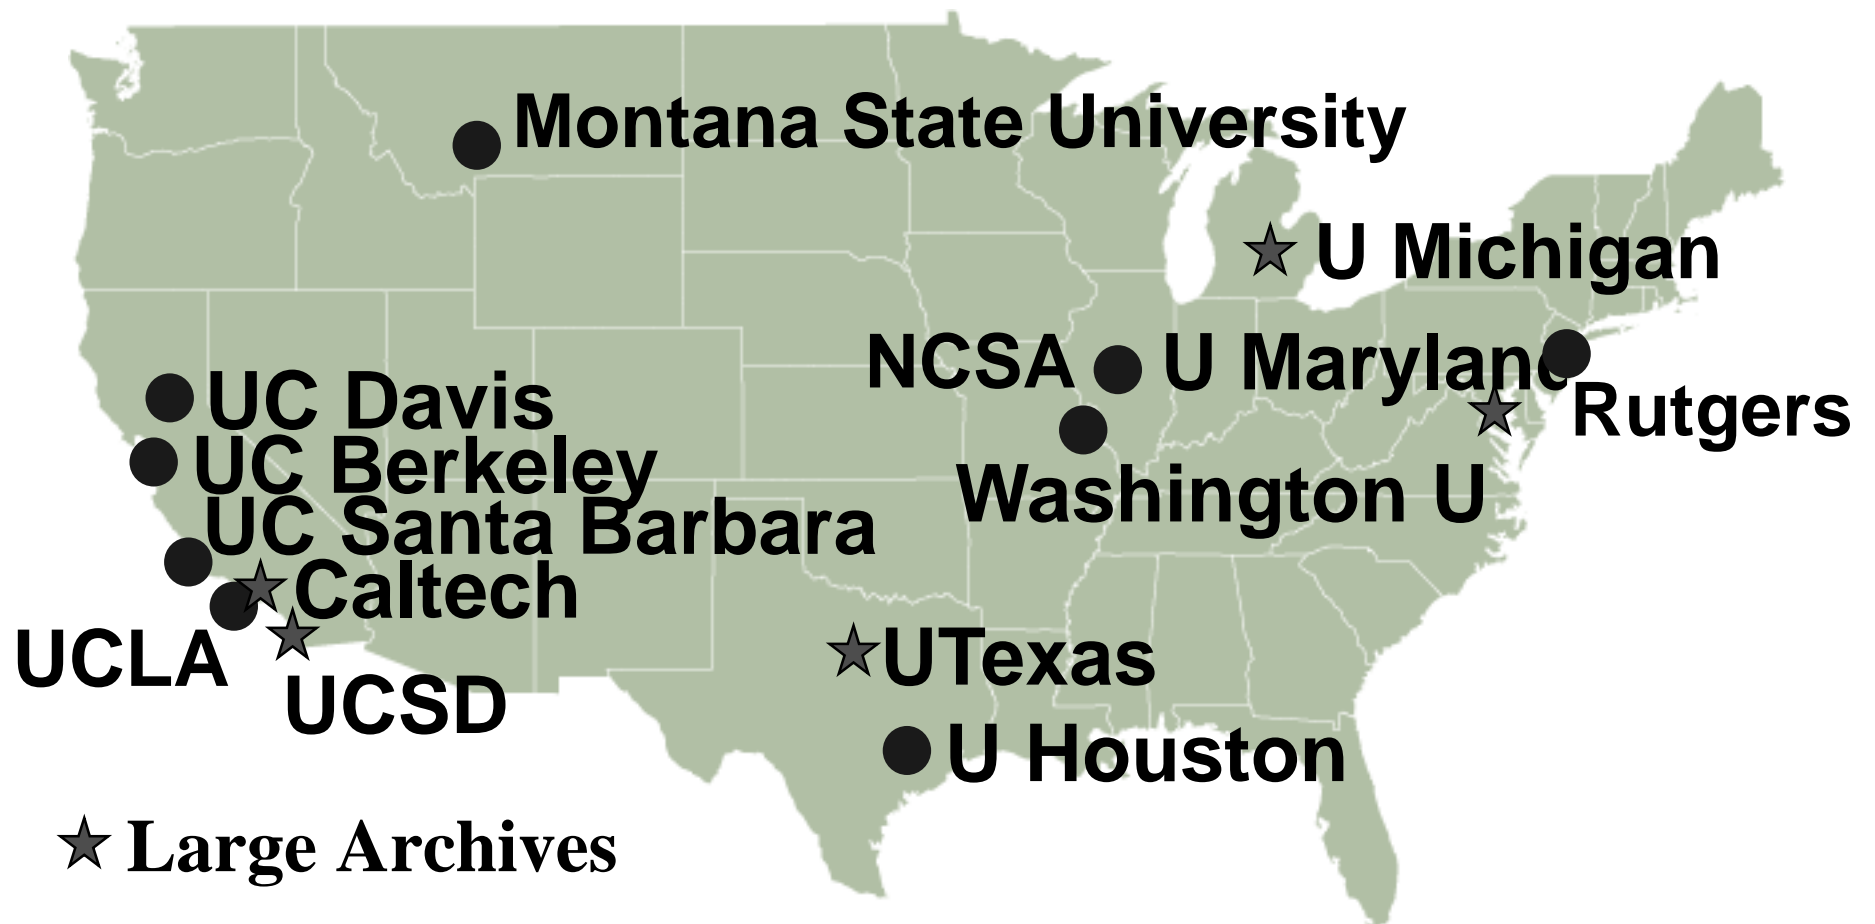 Montana State University
U Michigan
NCSA
U Maryland
Rutgers
UC Davis
UC Berkeley
Washington U
UC Santa Barbara
Caltech
UCLA
UTexas
UCSD
U Houston
Large Archives